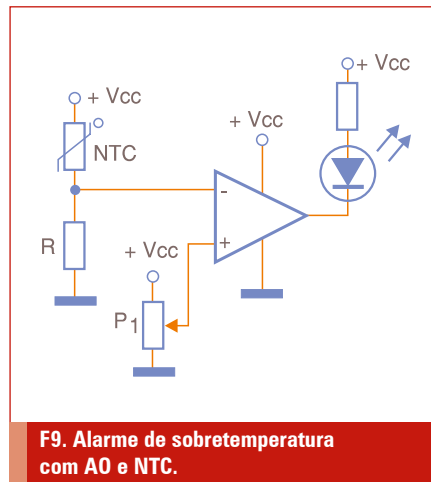 + Vcc
+ Vcc
NTC
+ Vcc
-
R
+
+ Vcc
P1
F9. Alarme de sobretemperatura
com AO e NTC.